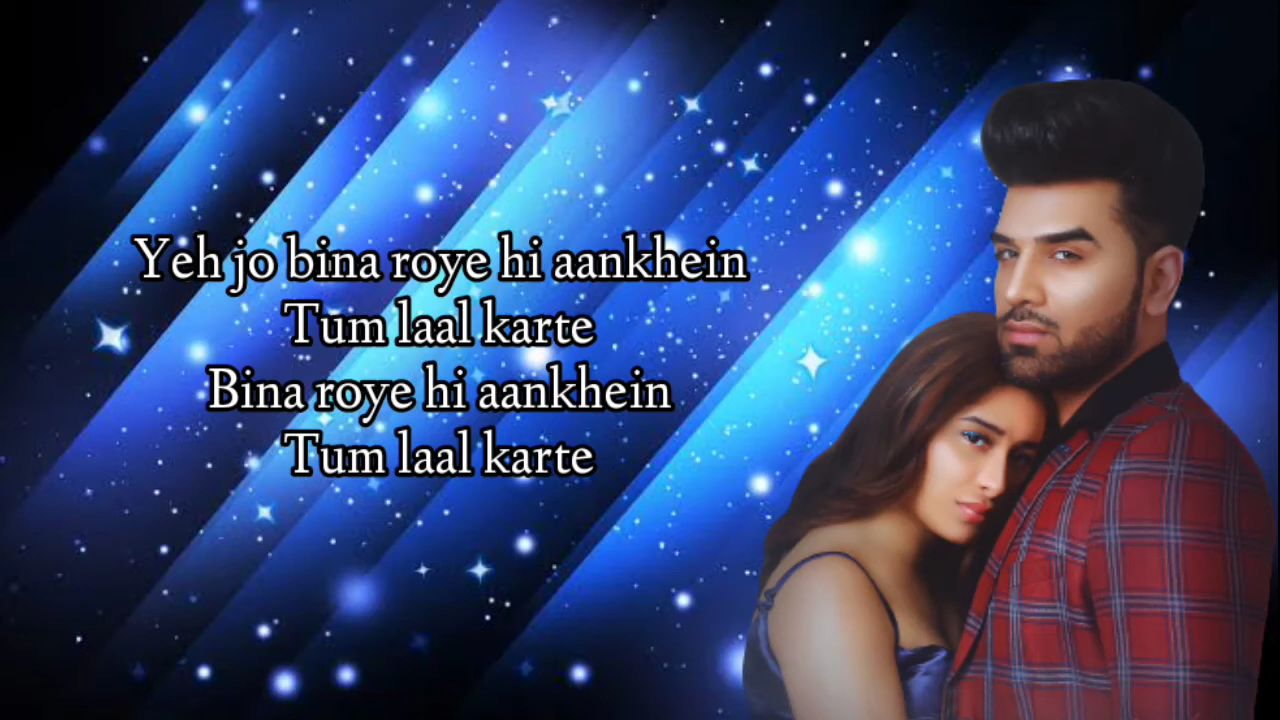 Yeh jo bina roye hi aankhein
Tum laal karte
Bina roye hi aankhein
Tum laal karte